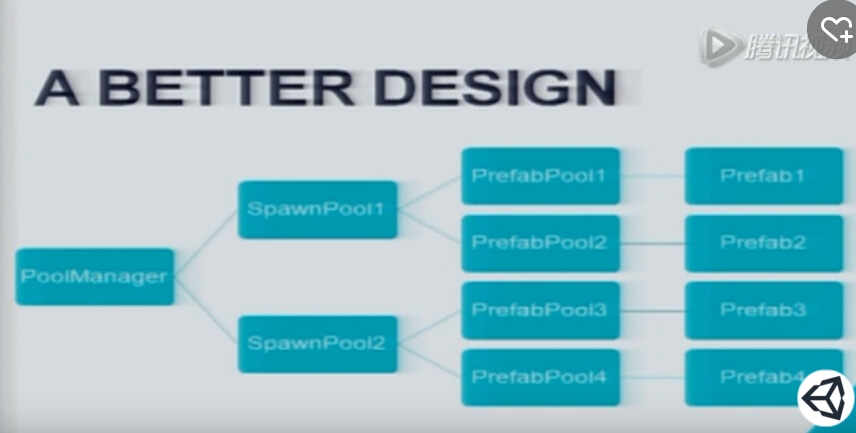 腾讯视频
A BETTER DESIGN
PrefabPool1
Prefab1
SpawnPool1
PrefabPool2
Prefab2
PoolManager
PrefabPool3
Prefab3
SpawnPool2
PrefabPool4
Prefab4